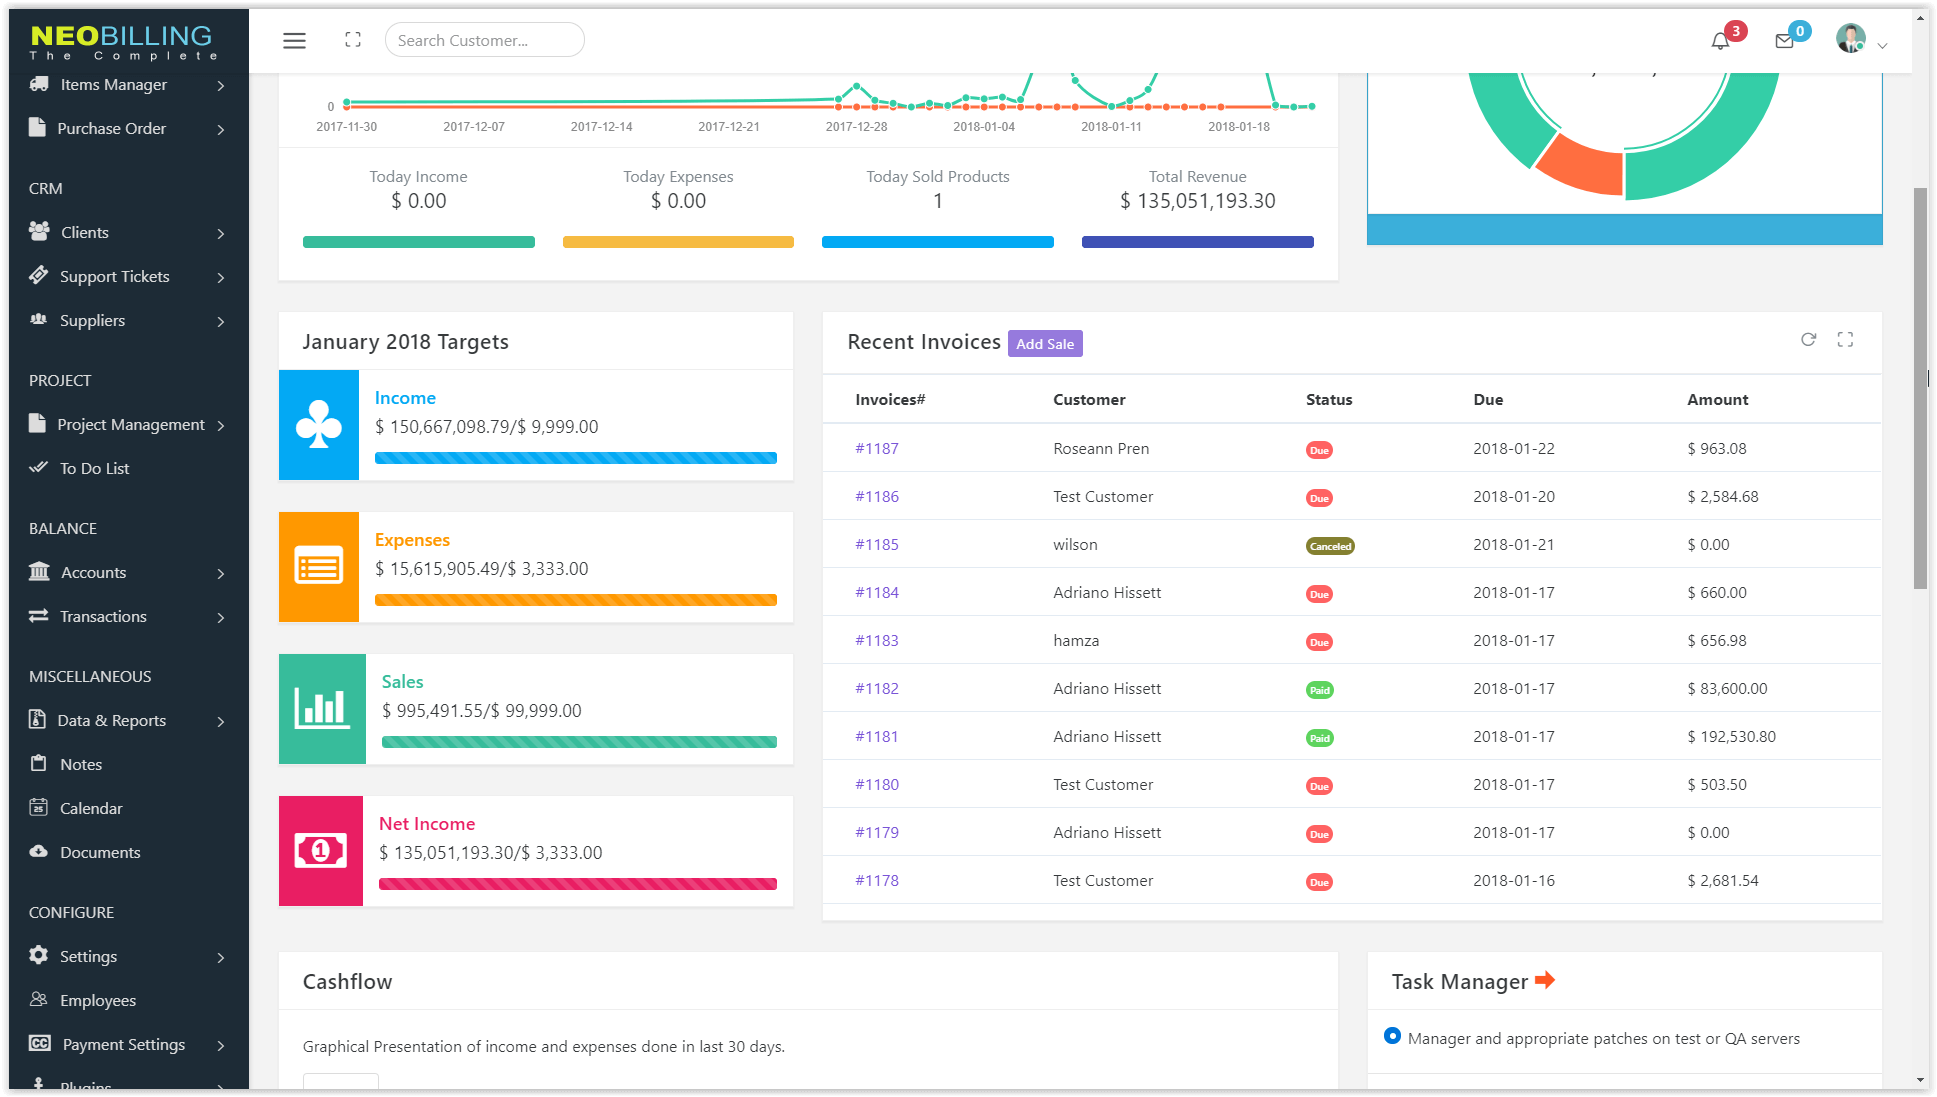 NEOBILLING
The Complete
Search Customer...
3
0
Items Manager
Purchase Order
CRM
Clients
Support Tickets
Suppliers
PROJECT
Project Management
To Do List
BALANCE
Accounts
Transactions
MISCELLANEOUS
Data & Reports
Notes
Calendar
Documents
CONFIGURE
Settings
Employees
Payment Settings
Plugins
0
2017-11-30 2017-12-07 2017-12-14 2017-12-21 2017-12-28 2018-01-04 2018-01-11 2018-01-18
Today Income Today Expenses Today Sold Products Total Revenue
$ 0.00 $ 0.00 1 $ 135,051,193.30
January 2018 Targets
Income
$ 150,667,098.79/$ 9,999.00
Expenses
$ 15,615,905.49/$ 3,333.00
Sales
$ 995,491.55/$ 99,999.00
Net Income
$ 135,051,193.30/$ 3,333.00
Recent Invoices Add Sale
Invoices# Customer Status Due Amount
#1187 Roseann Pren Due 2018-01-22 $ 963.08
#1186 Test Customer Due 2018-01-20 $ 2,584.68
#1185 wilson Canceled 2018-01-21 $ 0.00
#1184 Adriano Hissett Due 2018-01-17 $ 660.00
#1183 hamza Due 2018-01-17 $ 656.98
#1182 Adriano Hissett Paid 2018-01-17 $ 83,600.00
#1181 Adriano Hissett Paid 2018-01-17 $ 192,530.80
#1180 Test Customer Due 2018-01-17 $ 503.50
#1179 Adriano Hissett Due 2018-01-17 $ 0.00
#1178 Test Customer Due 2018-01-16 $ 2,681.54
Cashflow
Graphical Presentation of income and expenses done in last 30 days.
Task Manager
Manager and appropriate patches on test or QA servers